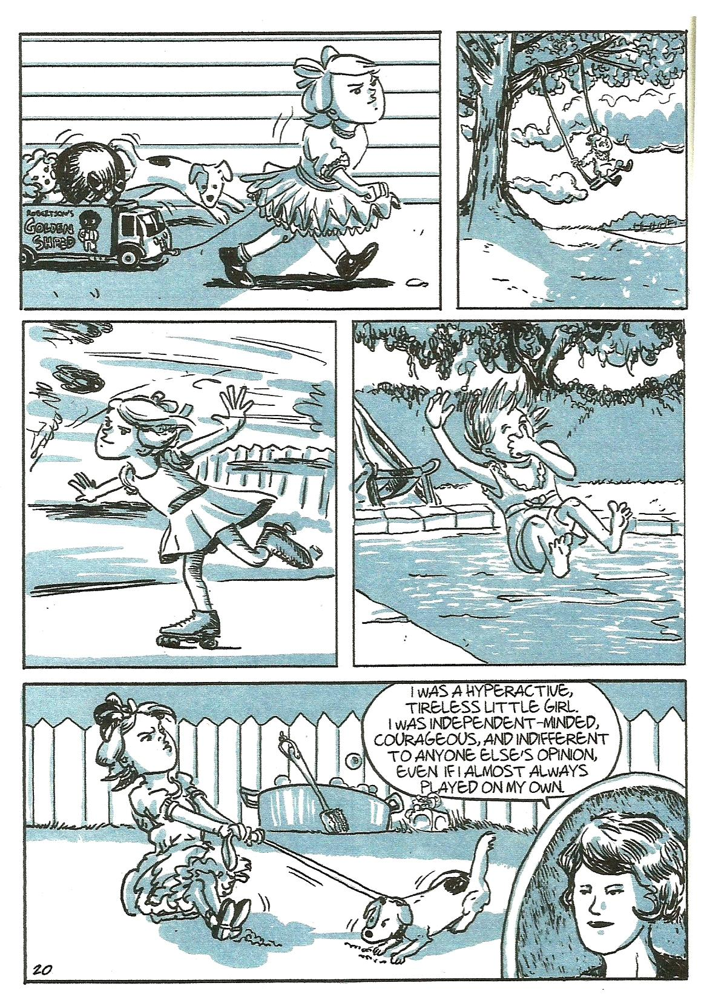 ROBERTSON'S
GOLDEN
SHRED
I WAS A HYPERACTIVE,
TIRELESS LITTLE GIRL.
I WAS INDEPENDENT-MINDED,
COURAGEOUS, AND INDIFFERENT
TO ANYONE ELSE'S OPINION,
EVEN IF I ALMOST ALWAYS
PLAYED ON MY OWN.
20